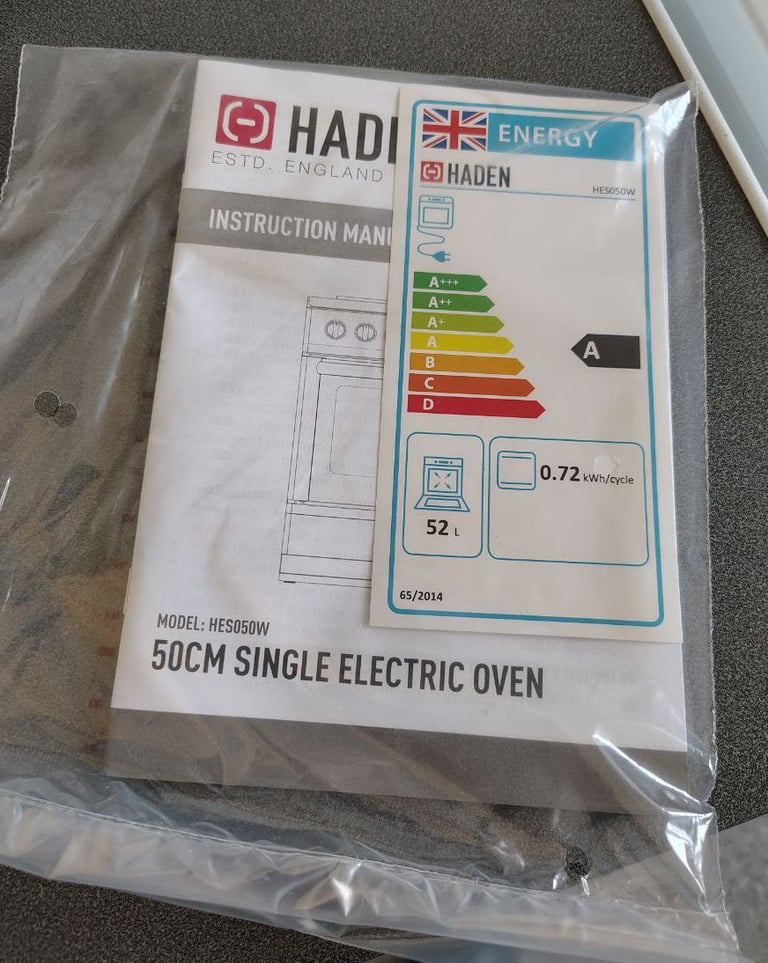 HADE
ESTD. ENGLAND
INSTRUCTION MANU
MODEL: HES050W
50CM SINGLE ELECTRIC OVEN
ENERGY
HADEN
HES050W
A+++
A++
A+
A
B
C
D
A
52 L
0.72 kWh/cycle
65/2014